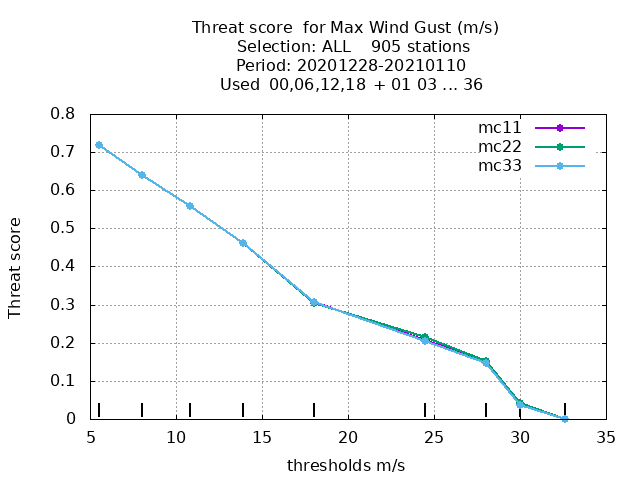 Threat score  for Max Wind Gust (m/s)
Selection: ALL    905 stations
Period: 20201228-20210110
Used  00,06,12,18  + 01 03 ... 36
0.8
0.7
0.6
0.5
0.4
0.3
0.2
0.1
0
Threat score
mc11
mc22
mc33
5 10 15 20 25 30 35
thresholds m/s